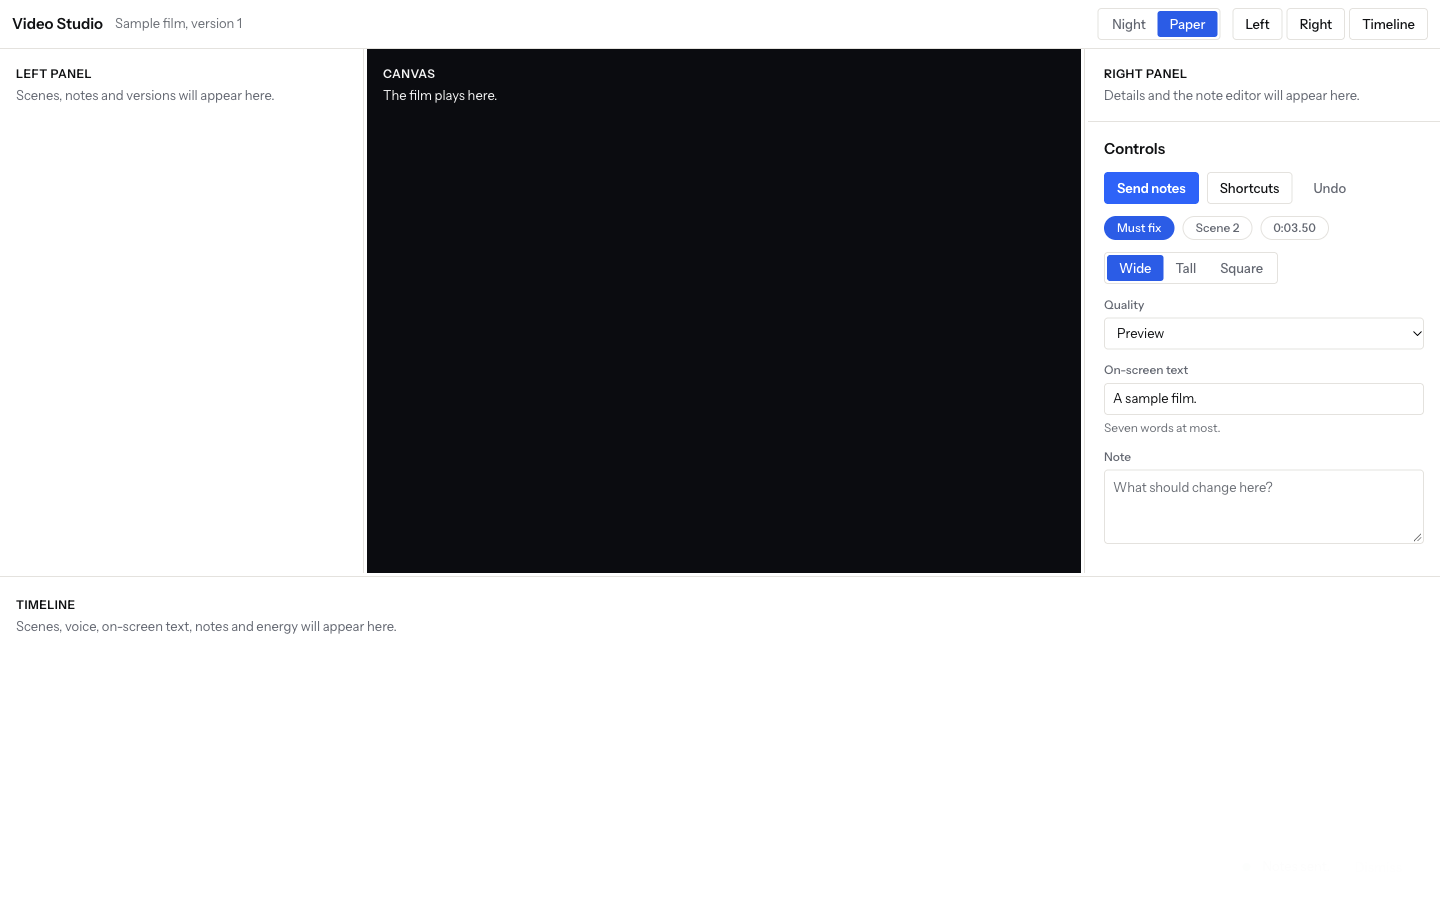 Video Studio Sample film, version 1
Night Paper Left Right Timeline
LEFT PANEL
Scenes, notes and versions will appear here.
CANVAS
The film plays here.
RIGHT PANEL
Details and the note editor will appear here.
Controls
Send notes Shortcuts Undo
Must fix Scene 2 0:03.50
Wide Tall Square
Quality
Preview
On-screen text
A sample film.
Seven words at most.
Note
What should change here?
TIMELINE
Scenes, voice, on-screen text, notes and energy will appear here.